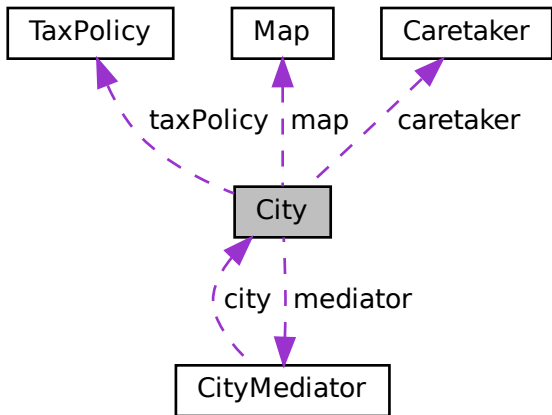 TaxPolicy
Map
Caretaker
taxPolicy
map
caretaker
City
city
mediator
CityMediator